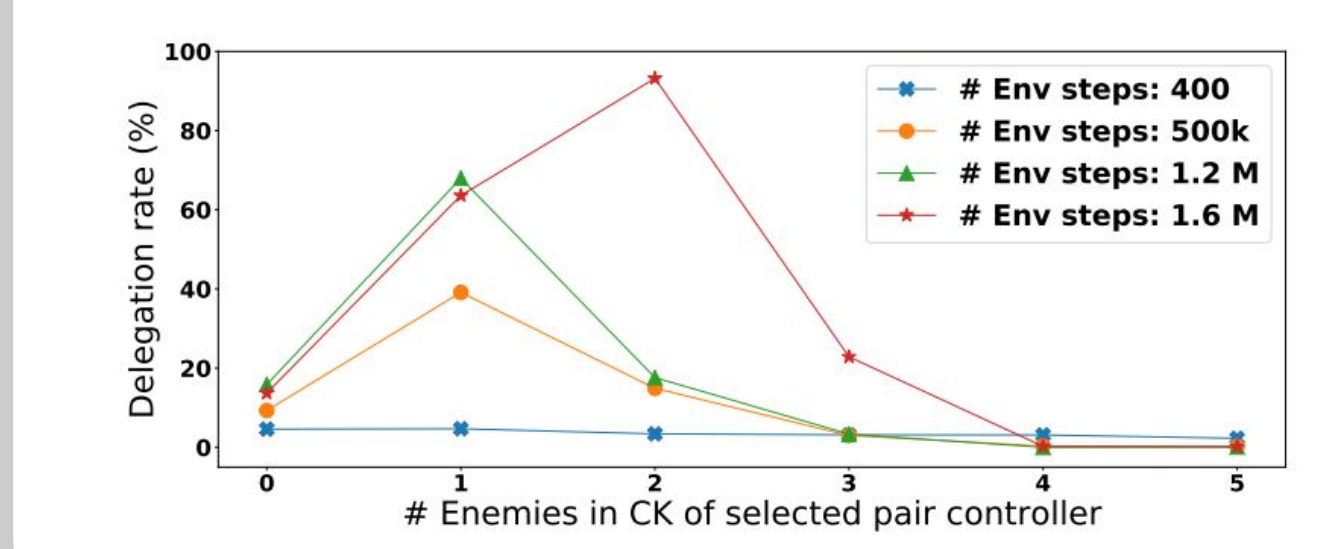 100
80
60
40
20
0
Delegation rate (%)
# Env steps: 400
# Env steps: 500k
# Env steps: 1.2 M
# Env steps: 1.6 M
0 1 2 3 4 5
# Enemies in CK of selected pair controller